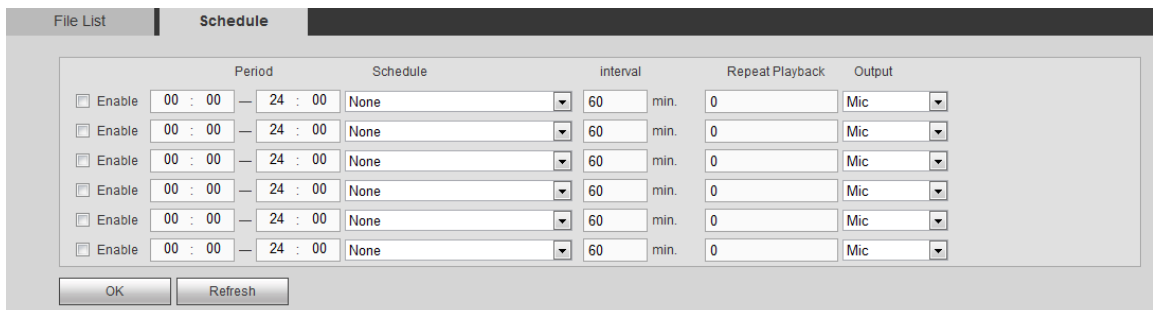 File List Schedule
Period Schedule interval Repeat Playback Output
Enable 00 : 00 — 24 : 00 None 60 min. 0 Mic
Enable 00 : 00 — 24 : 00 None 60 min. 0 Mic
Enable 00 : 00 — 24 : 00 None 60 min. 0 Mic
Enable 00 : 00 — 24 : 00 None 60 min. 0 Mic
Enable 00 : 00 — 24 : 00 None 60 min. 0 Mic
Enable 00 : 00 — 24 : 00 None 60 min. 0 Mic
OK Refresh